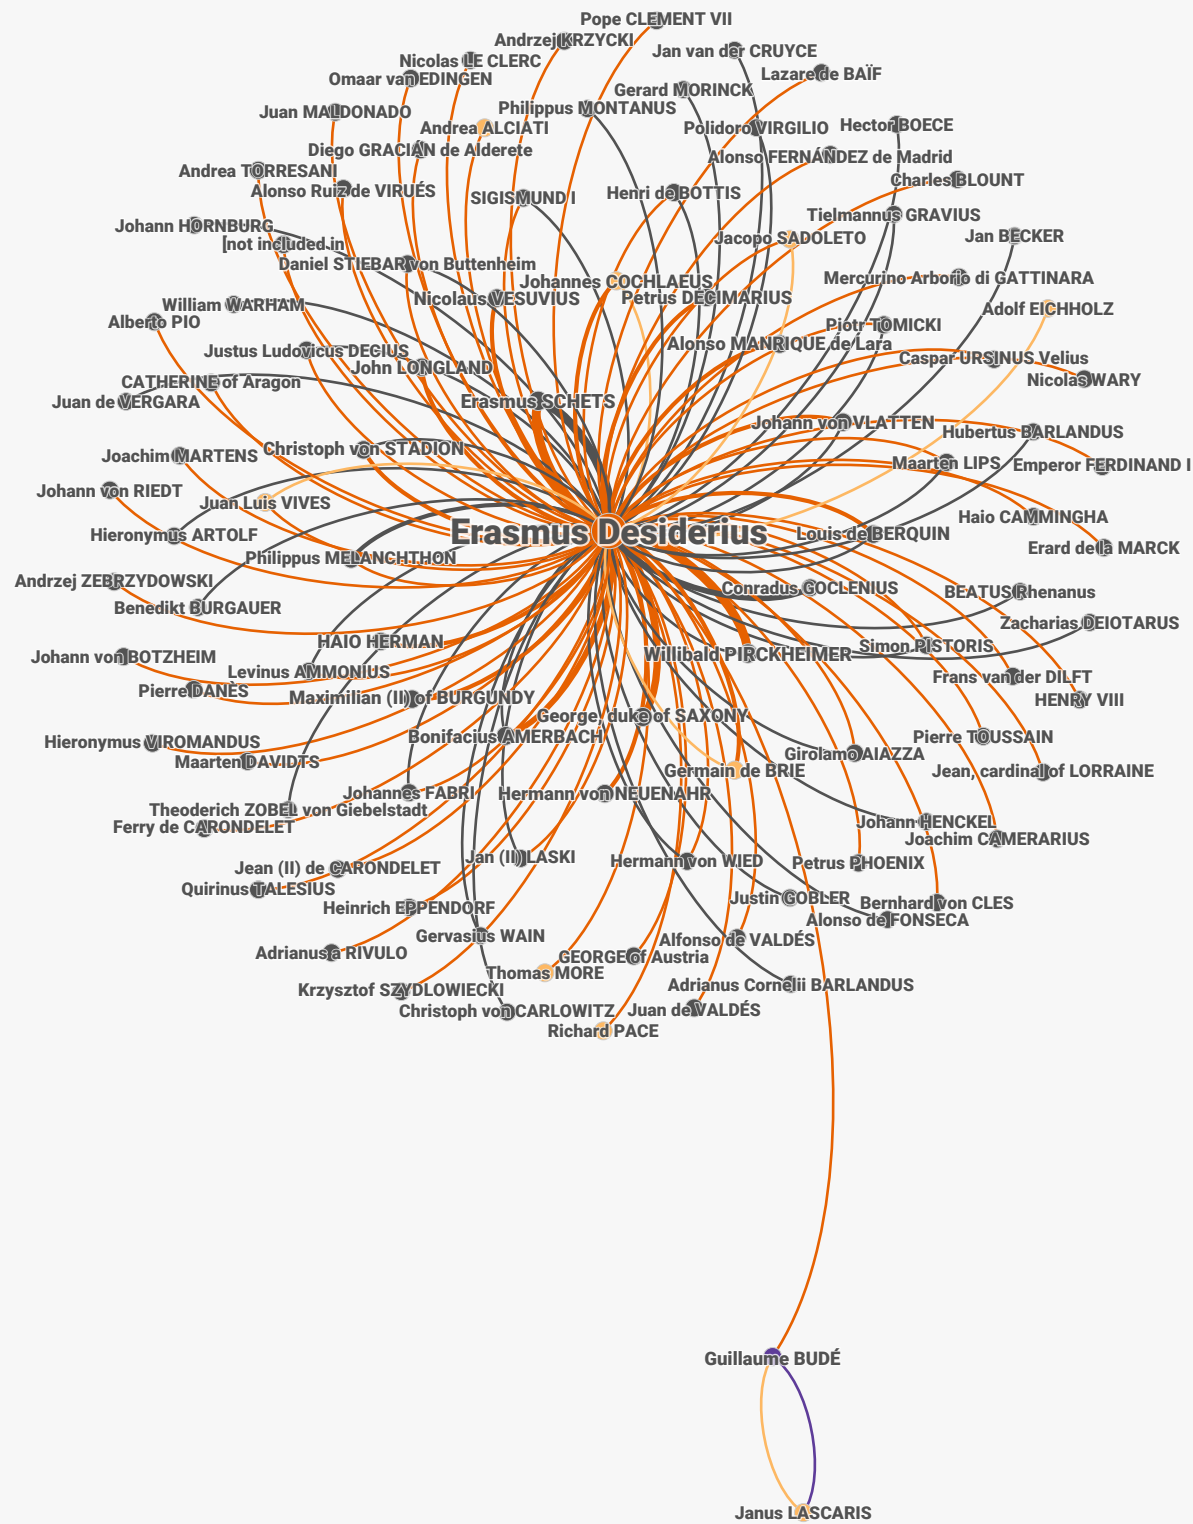 Pope CLEMENT VII
Andrzej KRZYCKI
Jan van der CRUYCE
Nicolas LE CLERC
Lazare de BAÏF
Omaar van EDINGEN
Gerard MORINCK
Philippus MONTANUS
Juan MALDONADO
Hector BOECE
Andrea ALCIATI
Polidoro VIRGILIO
Diego GRACIÁN de Alderete
Alonso FERNÁNDEZ de Madrid
Andrea TORRESANI
Charles BLOUNT
Alonso Ruiz de VIRUÉS
Henri de BOTTIS
SIGISMUND I
Tielmannus GRAVIUS
Johann HORNBURG
Jan BECKER
Jacopo SADOLETO
[not included in
Daniel STIEBAR von Buttenheim
Mercurino Arborio di GATTINARA
Johannes COCHLAEUS
Petrus DECIMARIUS
Nicolaus VESUVIUS
William WARHAM
Adolf EICHHOLZ
Alberto PIO
Piotr TOMICKI
Alonso MANRIQUE de Lara
Justus Ludovicus DECIUS
Caspar URSINUS Velius
John LONGLAND
Nicolas WARY
CATHERINE of Aragon
Juan de VERGARA
Erasmus SCHETS
Johann von VLATTEN
Hubertus BARLANDUS
Christoph von STADION
Joachim MARTENS
Maarten LIPS
Emperor FERDINAND I
Johann von RIEDT
Juan Luis VIVES
Haio CAMMINGHA
Hieronymus ARTOLF
Erasmus Desiderius
Louis de BERQUIN
Erard de la MARCK
Philippus MELANCHTHON
Andrzej ZEBRZYDOWSKI
Conradus GOCLENIUS
BEATUS Rhenanus
Benedikt BURGAUER
Zacharias DEIOTARUS
HAIO HERMAN
Simon PISTORIS
Willibald PIRCKHEIMER
Johann von BOTZHEIM
Levinus AMMONIUS
Frans van der DILFT
Pierre DANÈS
Maximilian (II) of BURGUNDY
HENRY VIII
George, duke of SAXONY
Bonifacius AMERBACH
Pierre TOUSSAIN
Hieronymus VIROMANDUS
Girolamo AIAZZA
Maarten DAVIDTS
Germain de BRIE
Jean, cardinal of LORRAINE
Johannes FABRI
Hermann von NEUENAHR
Theoderich ZOBEL von Giebelstadt
Johann HENCKEL
Ferry de CARONDELET
Joachim CAMERARIUS
Jan (II) LASKI
Hermann von WIED
Petrus PHOENIX
Jean (II) de CARONDELET
Quirinus TALESIUS
Justin GOBLER
Bernhard von CLES
Heinrich EPPENDORF
Alonso de FONSECA
Gervasius WAIN
Alfonso de VALDÉS
Adrianus a RIVULO
GEORGE of Austria
Thomas MORE
Adrianus Cornelii BARLANDUS
Krzysztof SZYDLOWIECKI
Christoph von CARLOWITZ
Juan de VALDÉS
Richard PACE
Guillaume BUDÉ
Janus LASCARIS